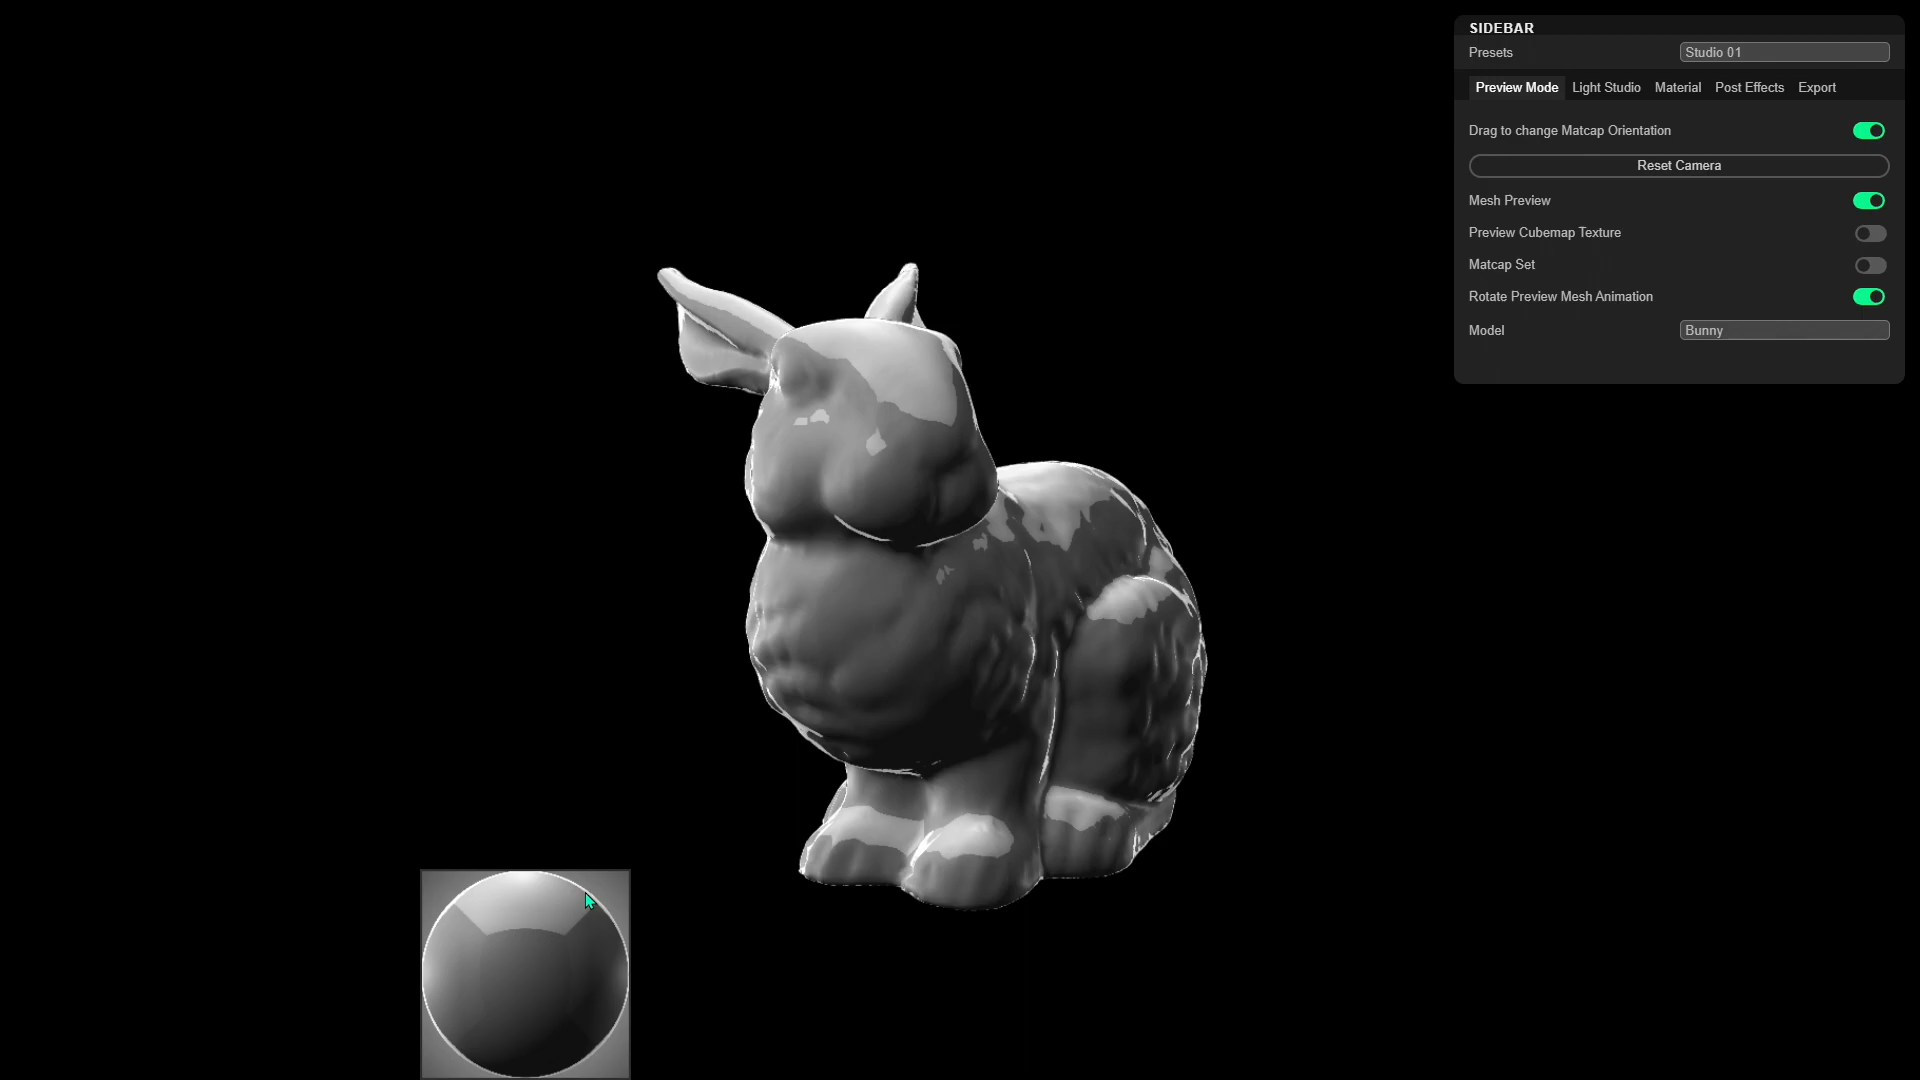 SIDEBAR
Presets Studio 01
Preview Mode Light Studio Material Post Effects Export
Drag to change Matcap Orientation
Reset Camera
Mesh Preview
Preview Cubemap Texture
Matcap Set
Rotate Preview Mesh Animation
Model Bunny